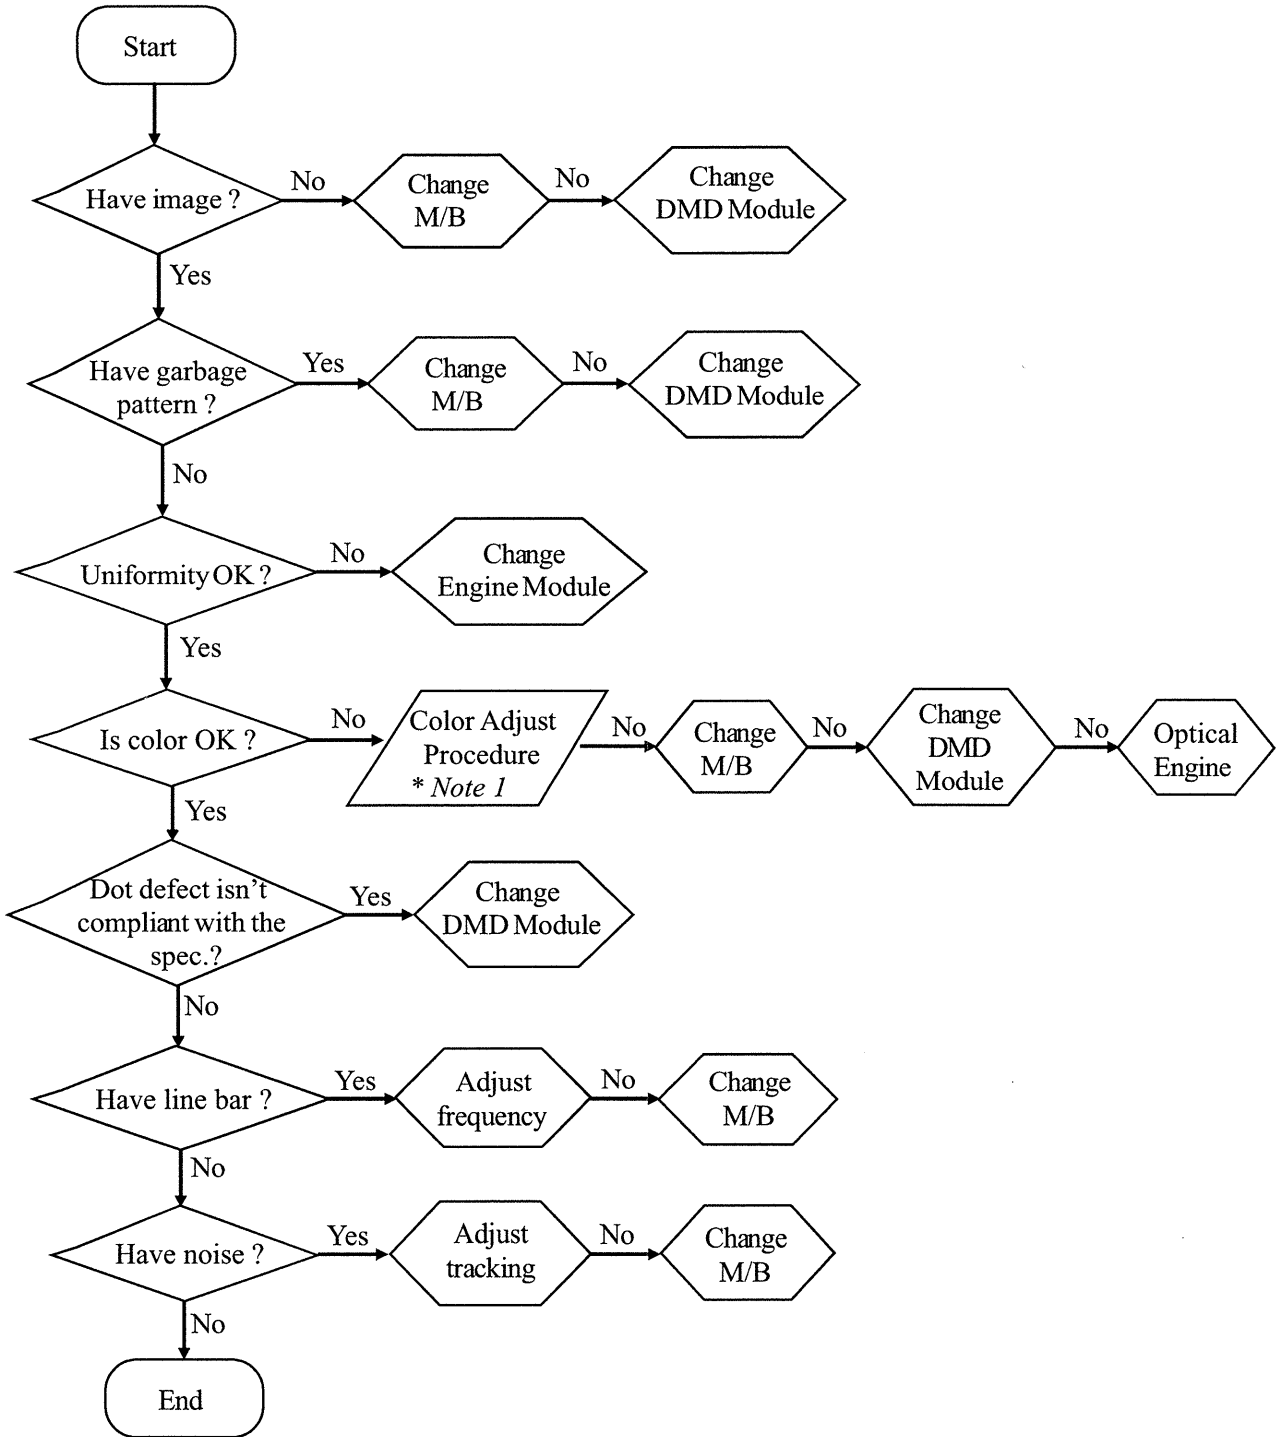 Start
Have image ?
No
Change
M/B
No
Change
DMD Module
Yes
Have garbage
pattern ?
Yes
Change
M/B
No
Change
DMD Module
No
Uniformity OK ?
No
Change
Engine Module
Yes
Is color OK ?
No
Color Adjust
Procedure
* Note 1
No
Change
M/B
No
Change
DMD
Module
No
Optical
Engine
Yes
Dot defect isn't
compliant with the
spec.?
Yes
Change
DMD Module
No
Have line bar ?
Yes
Adjust
frequency
No
Change
M/B
No
Have noise ?
Yes
Adjust
tracking
No
Change
M/B
No
End